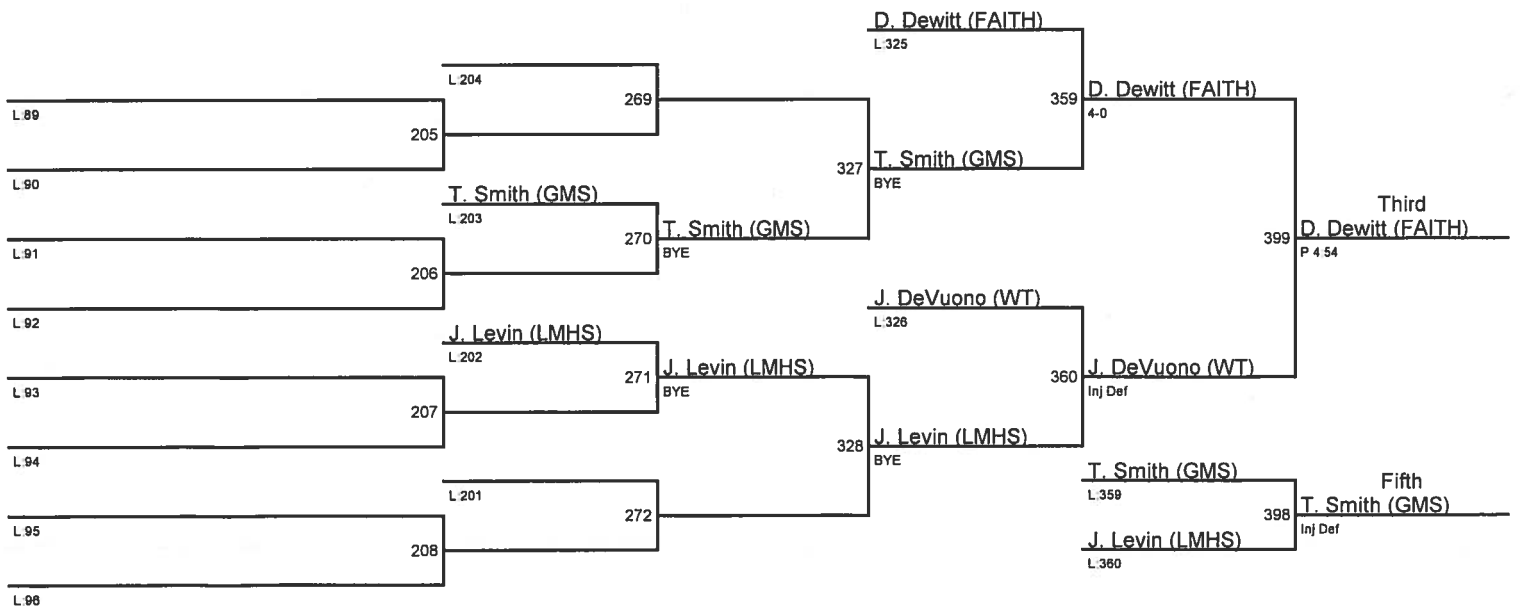 D. Dewitt (FAITH)
L:325
L:204
269
359
D. Dewitt (FAITH)
4-0
L:89
205
L:90
327
T. Smith (GMS)
BYE
T. Smith (GMS)
L:203
270
T. Smith (GMS)
BYE
L:91
206
L:92
Third
399
D. Dewitt (FAITH)
P 4:54
J. DeVuono (WT)
L:326
J. Levin (LMHS)
L:202
271
J. Levin (LMHS)
BYE
360
J. DeVuono (WT)
Inj Def
L:93
207
L:94
328
J. Levin (LMHS)
BYE
L:201
272
T. Smith (GMS)
L:359
Fifth
398
T. Smith (GMS)
Inj Def
J. Levin (LMHS)
L:360
L:95
208
L:96